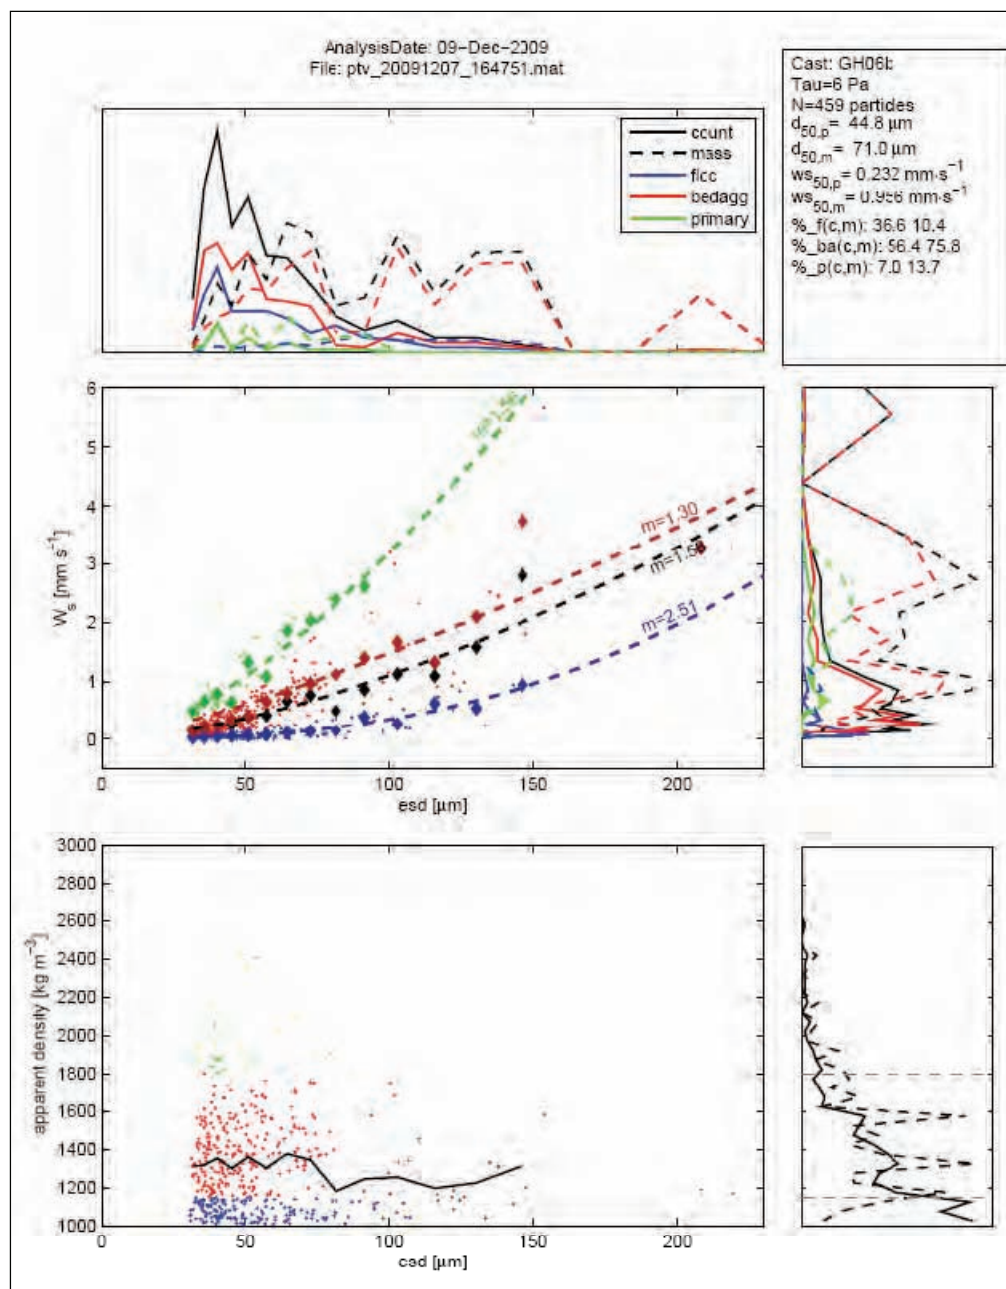 AnalysisDate: 09-Dec-2009
File: ptv_20091207_164751.mat
count
mass
floc
bedagg
primary
Cast: GH06b
Tau=6 Pa
N=459 particles
d50,p= 44.8 μm
d50,m= 71.0 μm
ws50,p= 0.232 mm·s−1
ws50,m= 0.956 mm·s−1
%_f(c,m): 36.6 10.4
%_ba(c,m): 56.4 75.8
%_p(c,m): 7.0 13.7
6
5
4
3
2
1
0
Ws [mm s−1]
m=1.30
m=2.51
0
50
100
150
200
esd [μm]
3000
2800
2600
2400
2200
2000
1800
1600
1400
1200
1000
apparent density [kg m−3]
0
50
100
150
200
esd [μm]